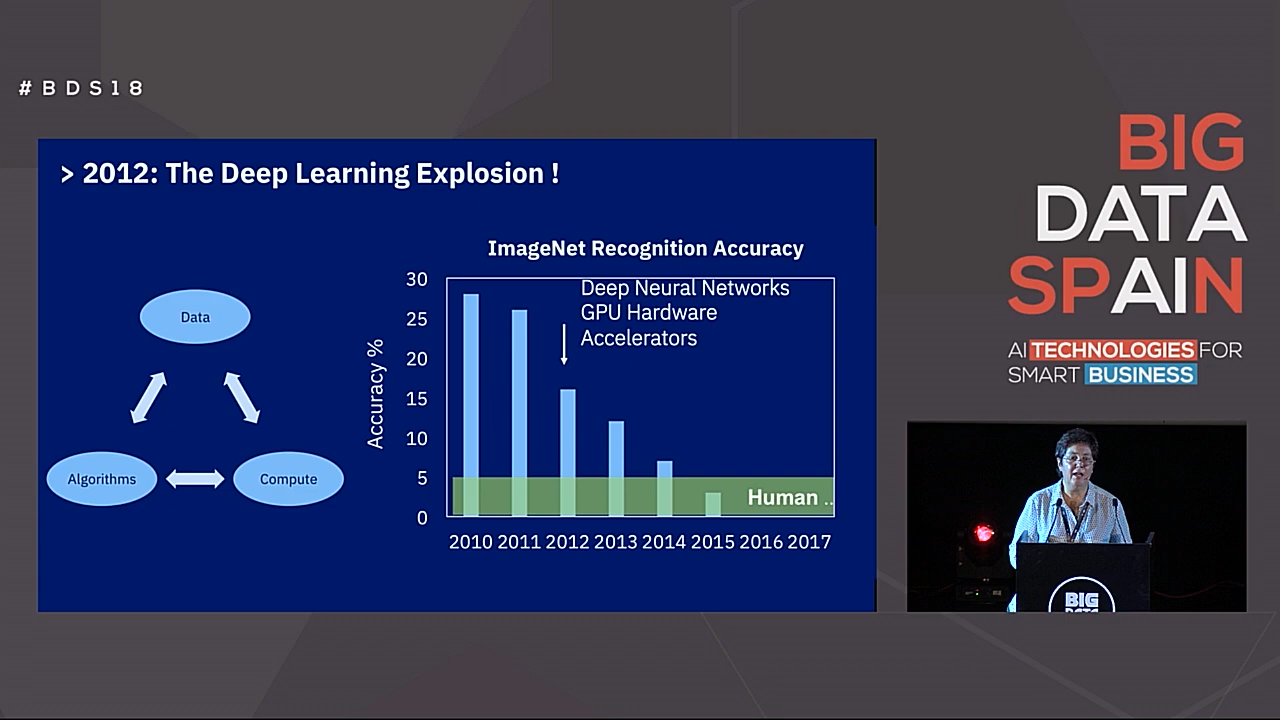 #BDS18
> 2012: The Deep Learning Explosion !
Data
Algorithms
Compute
ImageNet Recognition Accuracy
Accuracy %
30
25
20
15
10
5
0
Deep Neural Networks
GPU Hardware
Accelerators
Human ..
2010 2011 2012 2013 2014 2015 2016 2017
BIG
DATA
SPAIN
AI TECHNOLOGIES FOR
SMART BUSINESS
BIG
DATA